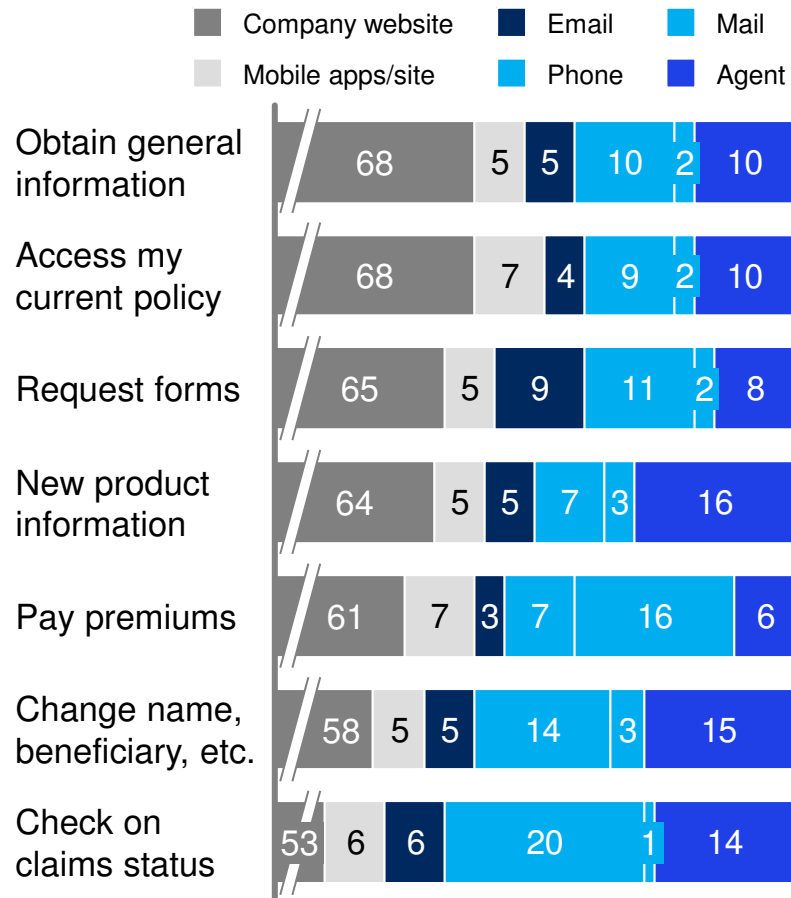 Company website Email Mail
Mobile apps/site Phone Agent
Obtain general
information
68 5 5 10 2 10
Access my
current policy
68 7 4 9 2 10
Request forms
65 5 9 11 2 8
New product
information
64 5 5 7 3 16
Pay premiums
61 7 3 7 16 6
Change name,
beneficiary, etc.
58 5 5 14 3 15
Check on
claims status
53 6 6 20 1 14